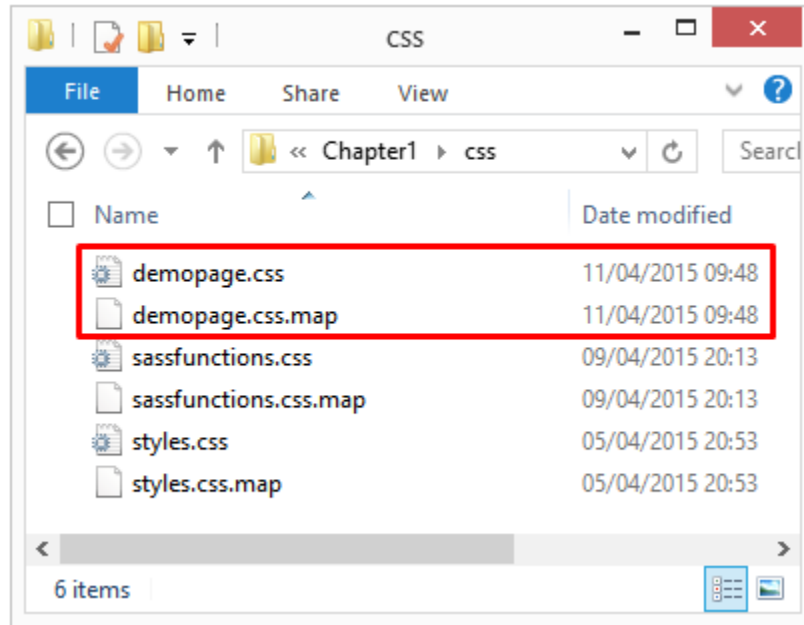 css
File Home Share View
« Chapter1 css Searcl
Name Date modified
demopage.css 11/04/2015 09:48
demopage.css.map 11/04/2015 09:48
sassfunctions.css 09/04/2015 20:13
sassfunctions.css.map 09/04/2015 20:13
styles.css 05/04/2015 20:53
styles.css.map 05/04/2015 20:53
6 items